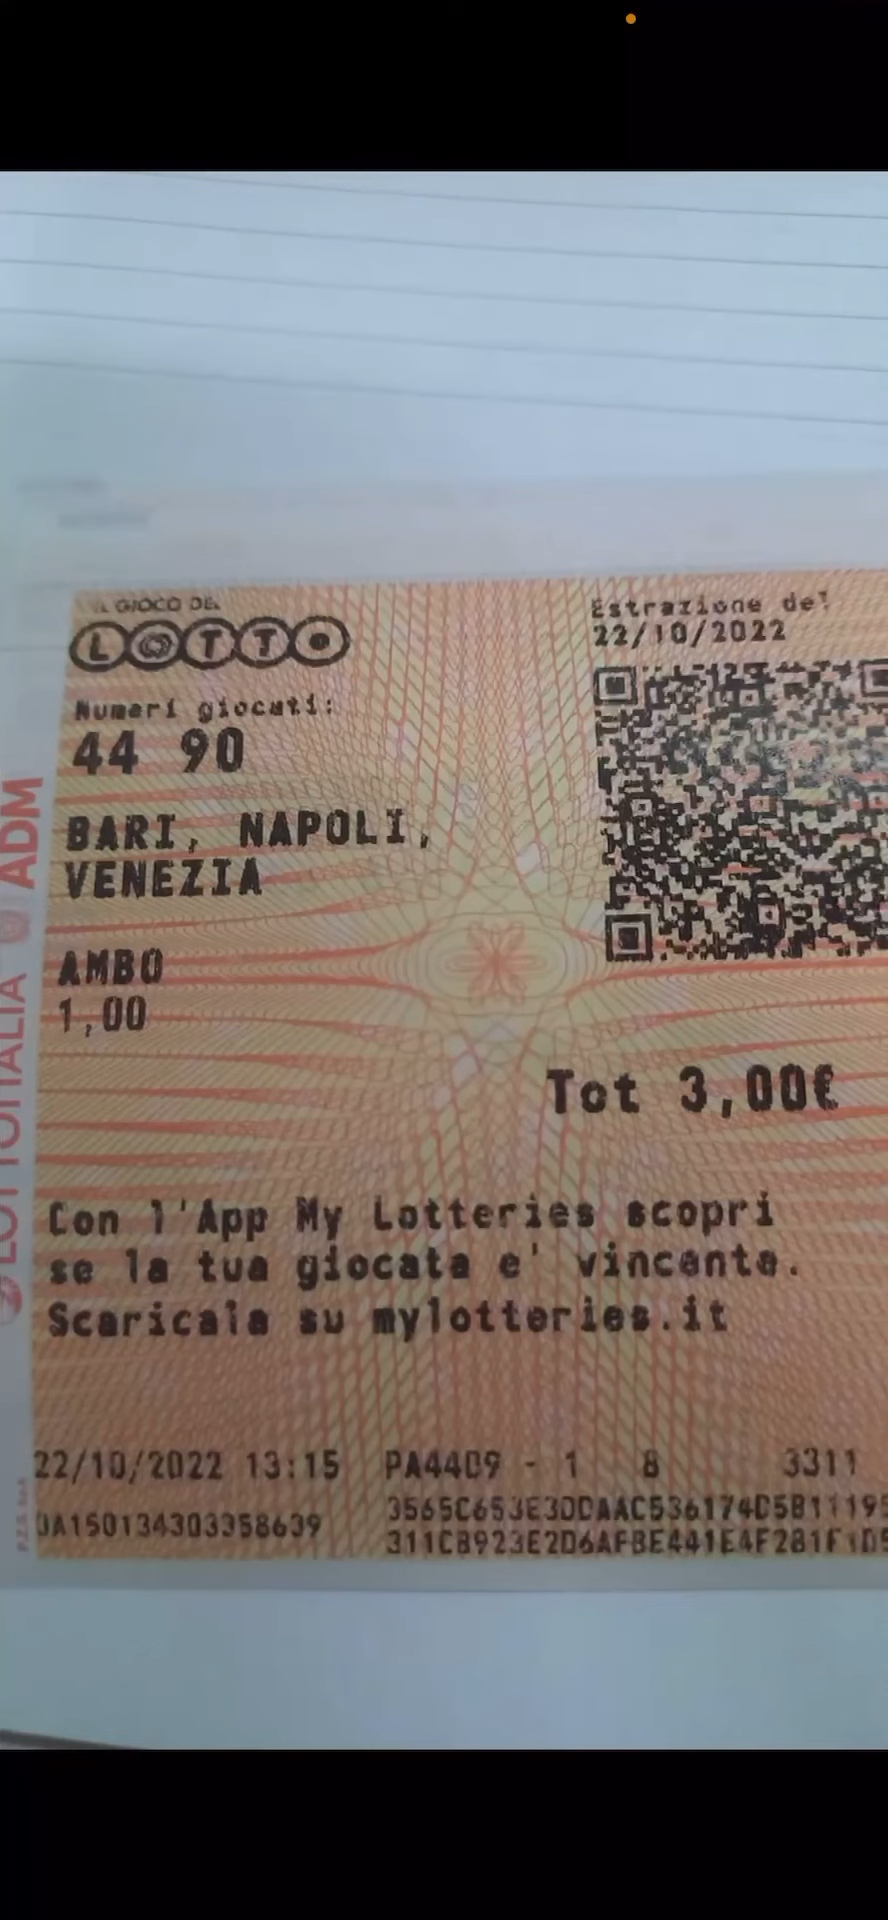 IL GIOCO DEL
LOTTO
Estrazione del
22/10/2022
Numeri giocati:
44 90
BARI, NAPOLI,
VENEZIA
AMBO
1,00
Tot 3,00€
Con l'App My Lotteries scopri
se la tua giocata e' vincente.
Scaricala su mylotteries.it
22/10/2022 13:15 PA4409 - 1 8 3311
0A150134303358639
LOTTOITALIA ADM